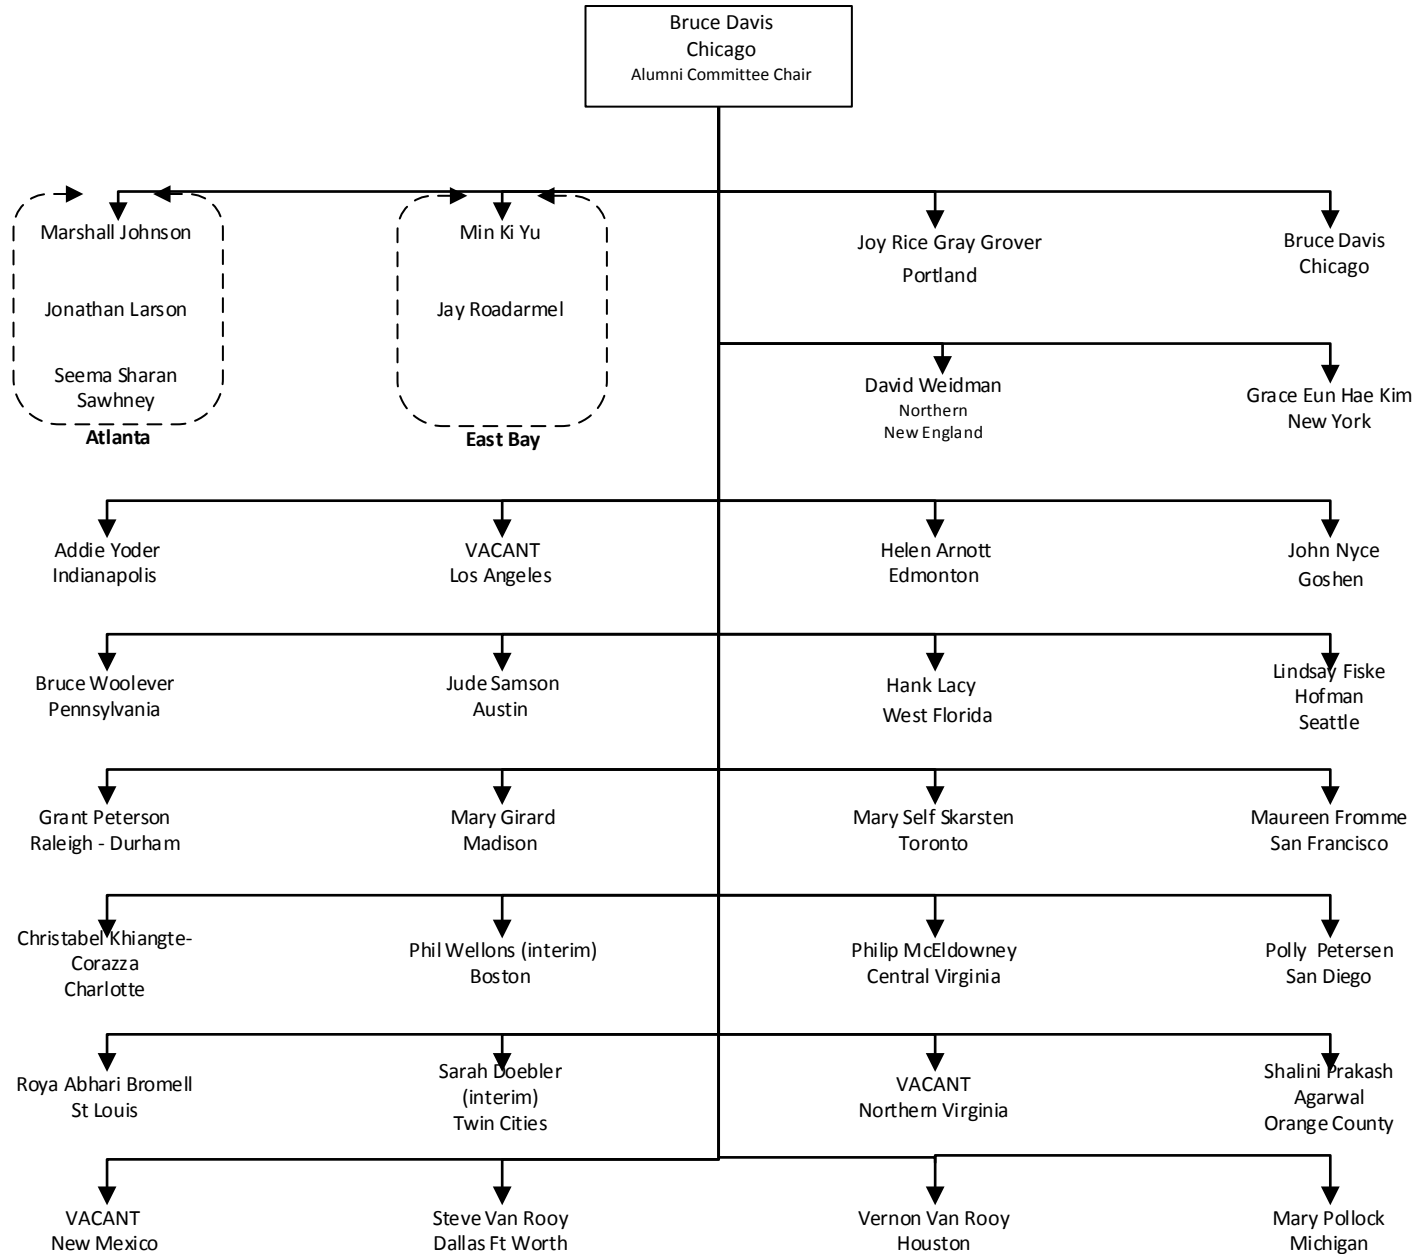 Bruce Davis
Chicago
Alumni Committee Chair
Marshall Johnson
Jonathan Larson
Seema Sharan
Sawhney
Atlanta
Min Ki Yu
Jay Roadarmel
East Bay
Joy Rice Gray Grover
Portland
Bruce Davis
Chicago
David Weidman
Northern
New England
Grace Eun Hae Kim
New York
Addie Yoder
Indianapolis
VACANT
Los Angeles
Helen Arnott
Edmonton
John Nyce
Goshen
Bruce Woolever
Pennsylvania
Jude Samson
Austin
Hank Lacy
West Florida
Lindsay Fiske
Hofman
Seattle
Grant Peterson
Raleigh - Durham
Mary Girard
Madison
Mary Self Skarsten
Toronto
Maureen Fromme
San Francisco
Christabel Khiangte-
Corazza
Charlotte
Phil Wellons (interim)
Boston
Philip McEldowney
Central Virginia
Polly Petersen
San Diego
Roya Abhari Bromell
St Louis
Sarah Doebler
(interim)
Twin Cities
VACANT
Northern Virginia
Shalini Prakash
Agarwal
Orange County
VACANT
New Mexico
Steve Van Rooy
Dallas Ft Worth
Vernon Van Rooy
Houston
Mary Pollock
Michigan